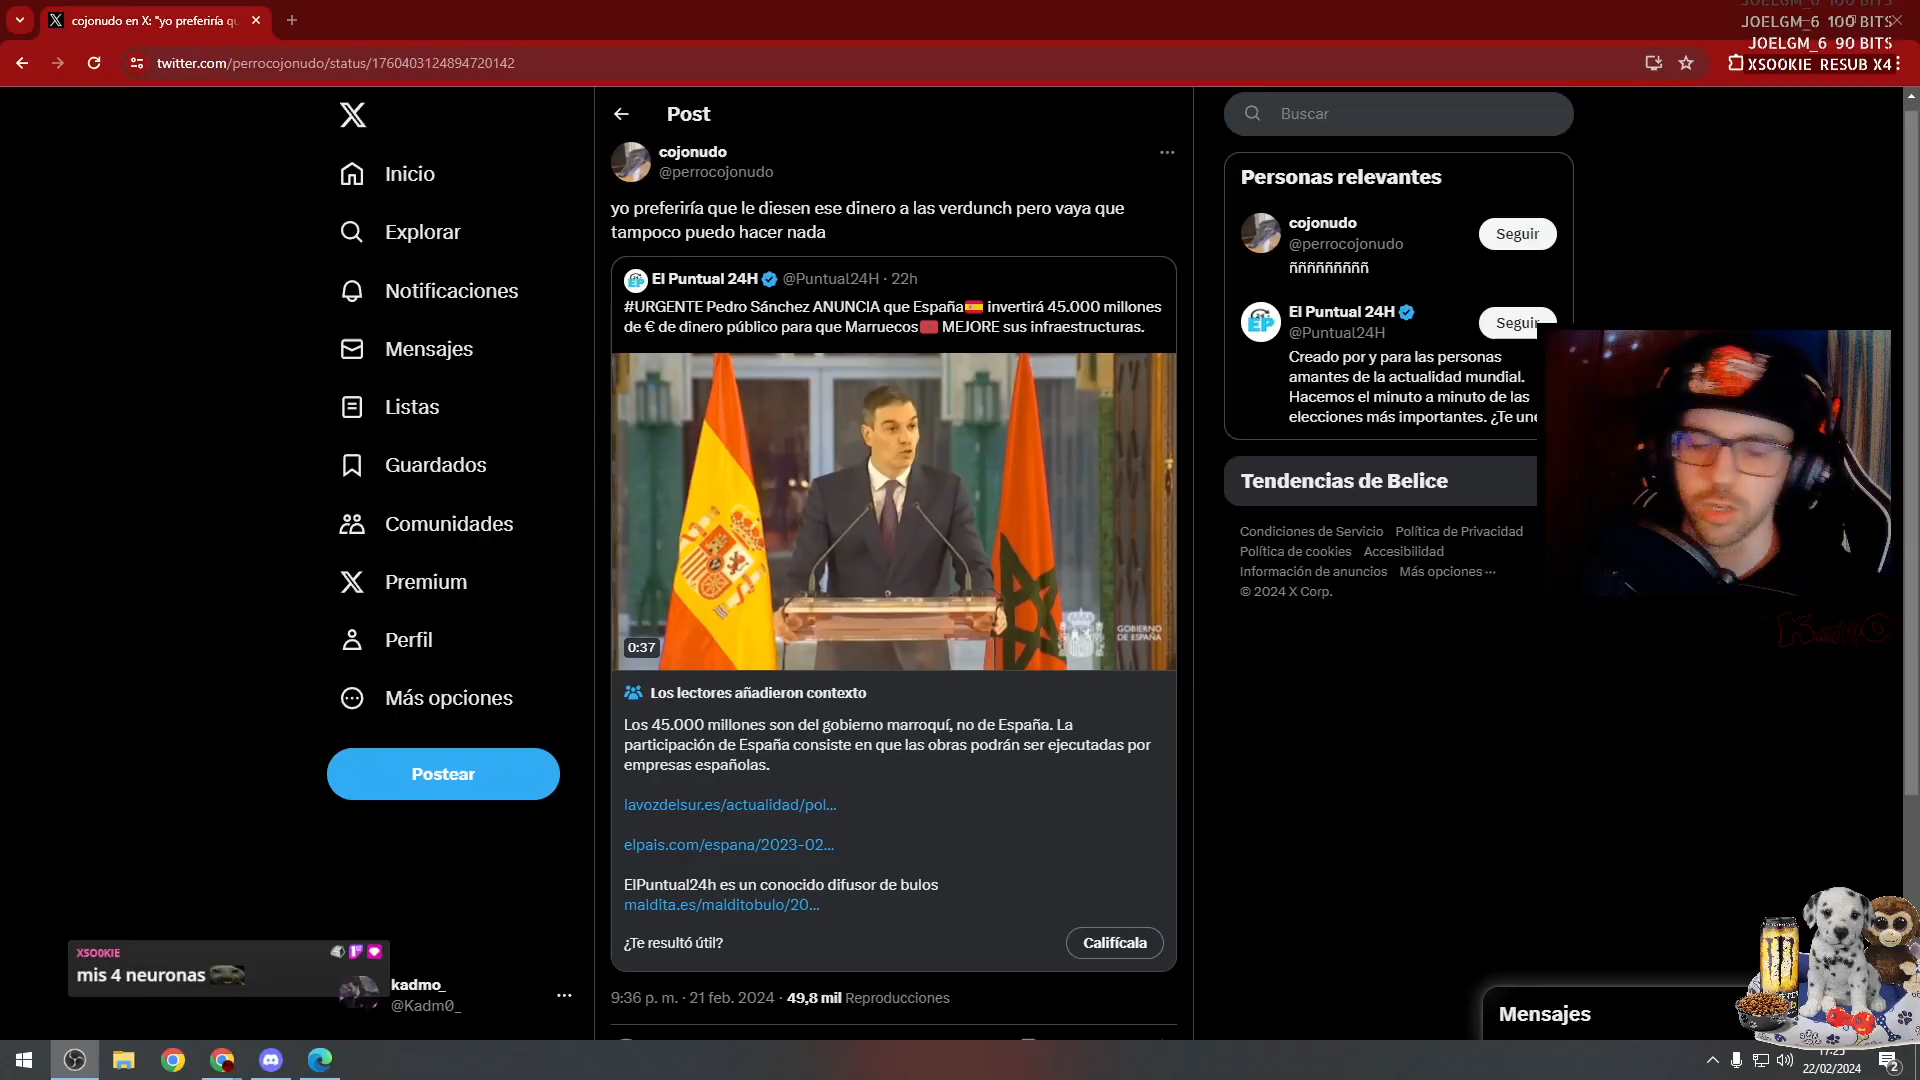 cojonudo en X: "yo preferiría qu
JOELGM_6 100 BITS
JOELGM_6 100 BITS
JOELGM_6 90 BITS
XSOOKIE RESUB X4
twitter.com/perrocojonudo/status/1760403124894720142
Inicio
Explorar
Notificaciones
Mensajes
Listas
Guardados
Comunidades
Premium
Perfil
Más opciones
Postear
XSOOKIE
mis 4 neuronas
kadmo_
@Kadm0_
Post
cojonudo
@perrocojonudo
yo preferiría que le diesen ese dinero a las verdunch pero vaya que
tampoco puedo hacer nada
El Puntual 24H @Puntual24H · 22h
#URGENTE Pedro Sánchez ANUNCIA que España🇪🇸 invertirá 45.000 millones
de € de dinero público para que Marruecos🇲🇦 MEJORE sus infraestructuras.
GOBIERNO
DE ESPAÑA
0:37
Los lectores añadieron contexto
Los 45.000 millones son del gobierno marroquí, no de España. La
participación de España consiste en que las obras podrán ser ejecutadas por
empresas españolas.
lavozdelsur.es/actualidad/pol...
elpais.com/espana/2023-02...
ElPuntual24h es un conocido difusor de bulos
maldita.es/malditobulo/20...
¿Te resultó útil?
Califícala
9:36 p. m. · 21 feb. 2024 · 49,8 mil Reproducciones
Buscar
Personas relevantes
cojonudo
@perrocojonudo
Seguir
ñññññññññ
El Puntual 24H
@Puntual24H
Seguir
Creado por y para las personas
amantes de la actualidad mundial.
Hacemos el minuto a minuto de las
elecciones más importantes. ¿Te une
Tendencias de Belice
Condiciones de Servicio Política de Privacidad
Política de cookies Accesibilidad
Información de anuncios Más opciones ···
© 2024 X Corp.
Mensajes
17:25
22/02/2024
2